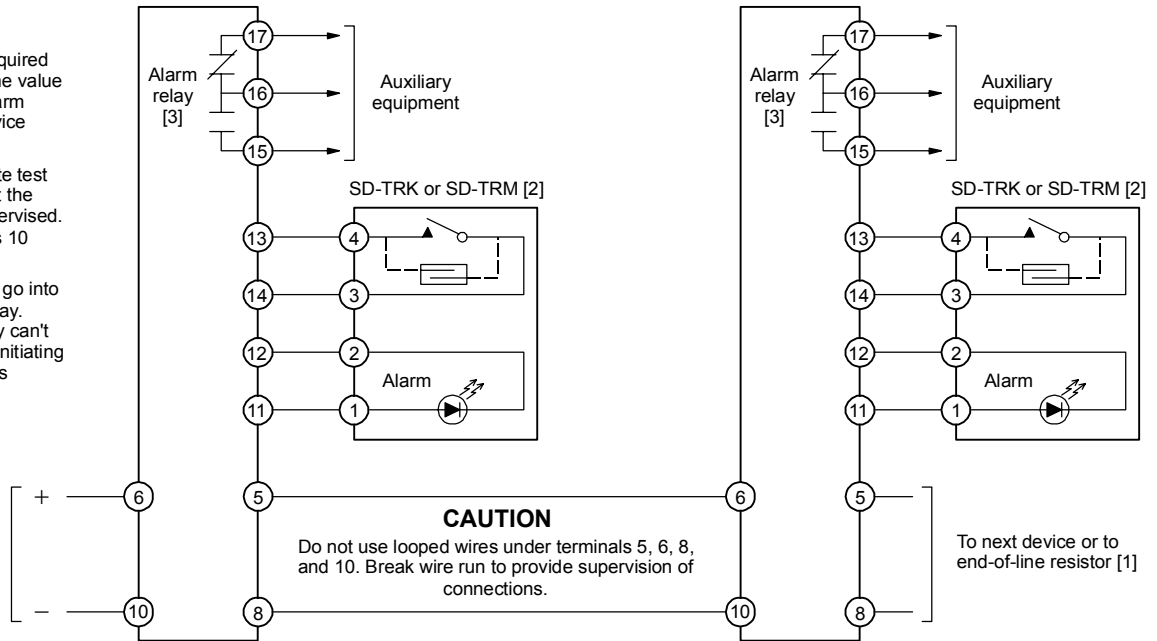 quired
ne value
arm
vice
te test
t the
ervised.
s 10
go into
ay.
y can't
nitiating
s
17
Alarm
relay
[3]
16
15
Auxiliary
equipment
SD-TRK or SD-TRM [2]
13
4
14
3
12
2
Alarm
11
1
+
6
5
−
10
8
CAUTION
Do not use looped wires under terminals 5, 6, 8,
and 10. Break wire run to provide supervision of
connections.
17
Alarm
relay
[3]
16
15
Auxiliary
equipment
SD-TRK or SD-TRM [2]
13
4
14
3
12
2
Alarm
11
1
6
5
10
8
To next device or to
end-of-line resistor [1]